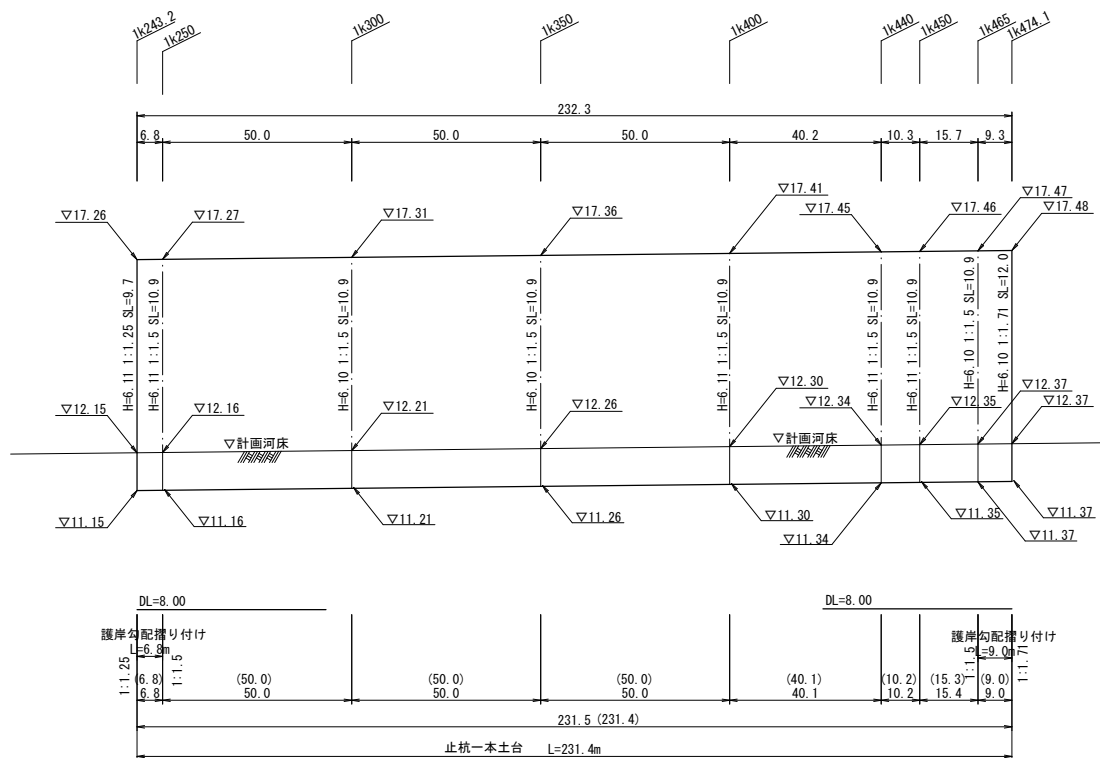 1k243.2
1k250
1k300
1k350
1k400
1k440
1k450
1k465
1k474.1
232.3
6.8 50.0 50.0 50.0 40.2 10.3 15.7 9.3
▽17.26
▽17.27
▽17.31
▽17.36
▽17.41
▽17.45
▽17.46
▽17.47
▽17.48
H=6.11 1:1.25 SL=9.7
H=6.11 1:1.5 SL=10.9
H=6.10 1:1.5 SL=10.9
H=6.10 1:1.5 SL=10.9
H=6.11 1:1.5 SL=10.9
H=6.11 1:1.5 SL=10.9
H=6.11 1:1.5 SL=10.9
H=6.10 1:1.5 SL=10.9
H=6.10 1:1.71 SL=12.0
▽12.15
▽12.16
▽12.21
▽12.26
▽12.30
▽12.34
▽12.35
▽12.37
▽12.37
▽計画河床
▽計画河床
▽11.15
▽11.16
▽11.21
▽11.26
▽11.30
▽11.34
▽11.35
▽11.37
▽11.37
DL=8.00
DL=8.00
護岸勾配摺り付け
L=6.8m
護岸勾配摺り付け
L=9.0m
1:1.25
1:1.5
1:1.5
1:1.71
(6.8) (50.0) (50.0) (50.0) (40.1) (10.2) (15.3) (9.0)
6.8 50.0 50.0 50.0 40.1 10.2 15.4 9.0
231.5 (231.4)
止杭一本土台 L=231.4m